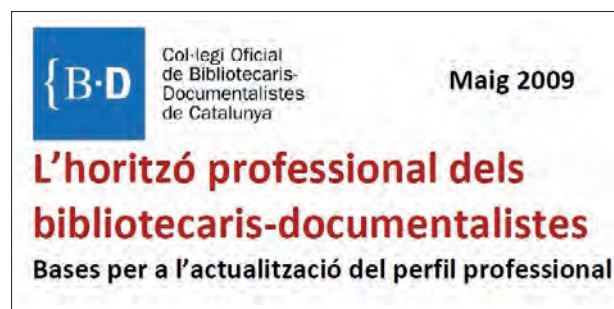 {B·D
Col·legi Oficial
de Bibliotecaris-
Documentalistes
de Catalunya
Maig 2009
L'horitzó professional dels
bibliotecaris-documentalistes
Bases per a l'actualització del perfil professional